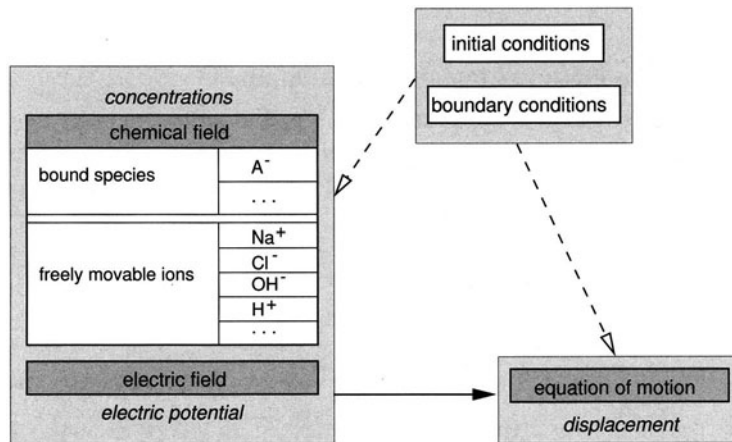 initial conditions
boundary conditions
concentrations
chemical field
bound species
A⁻
...
freely movable ions
Na⁺
Cl⁻
OH⁻
H⁺
...
electric field
electric potential
equation of motion
displacement